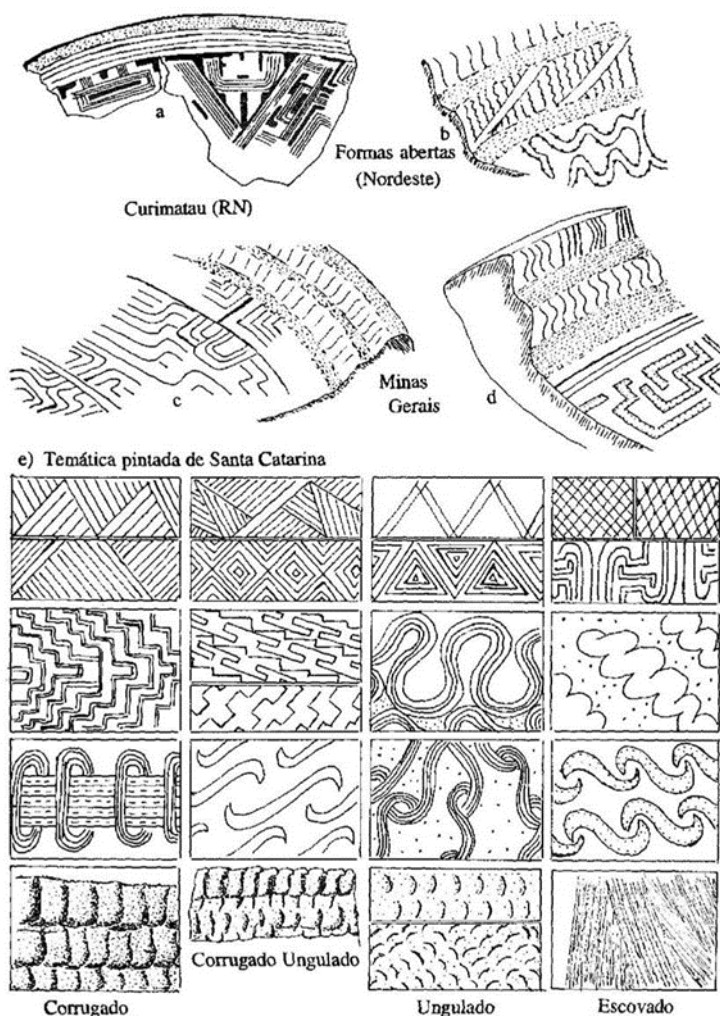 a
b
Formas abertas
(Nordeste)
Curimatau (RN)
c
Minas
Gerais
d
e) Temática pintada de Santa Catarina
Corrugado
Corrugado Ungulado
Ungulado
Escovado